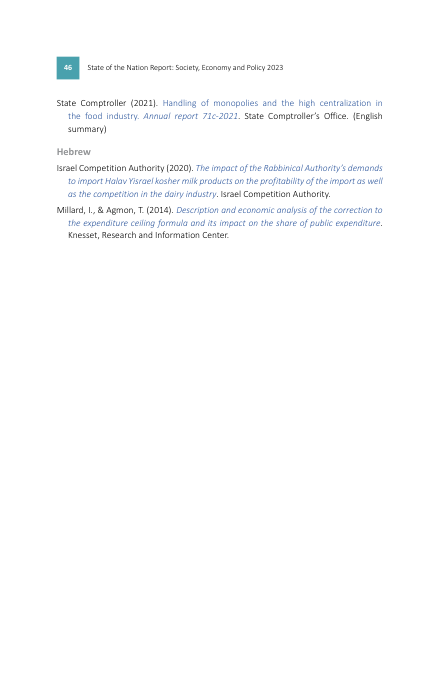 46
State of the Nation Report: Society, Economy and Policy 2023
State Comptroller (2021). Handling of monopolies and the high centralization in
the food industry. Annual report 71c-2021. State Comptroller’s Office. (English
summary)
Hebrew
Israel Competition Authority (2020). The impact of the Rabbinical Authority’s demands
to import Halav Yisrael kosher milk products on the profitability of the import as well
as the competition in the dairy industry. Israel Competition Authority.
Millard, I., & Agmon, T. (2014). Description and economic analysis of the correction to
the expenditure ceiling formula and its impact on the share of public expenditure.
Knesset, Research and Information Center.